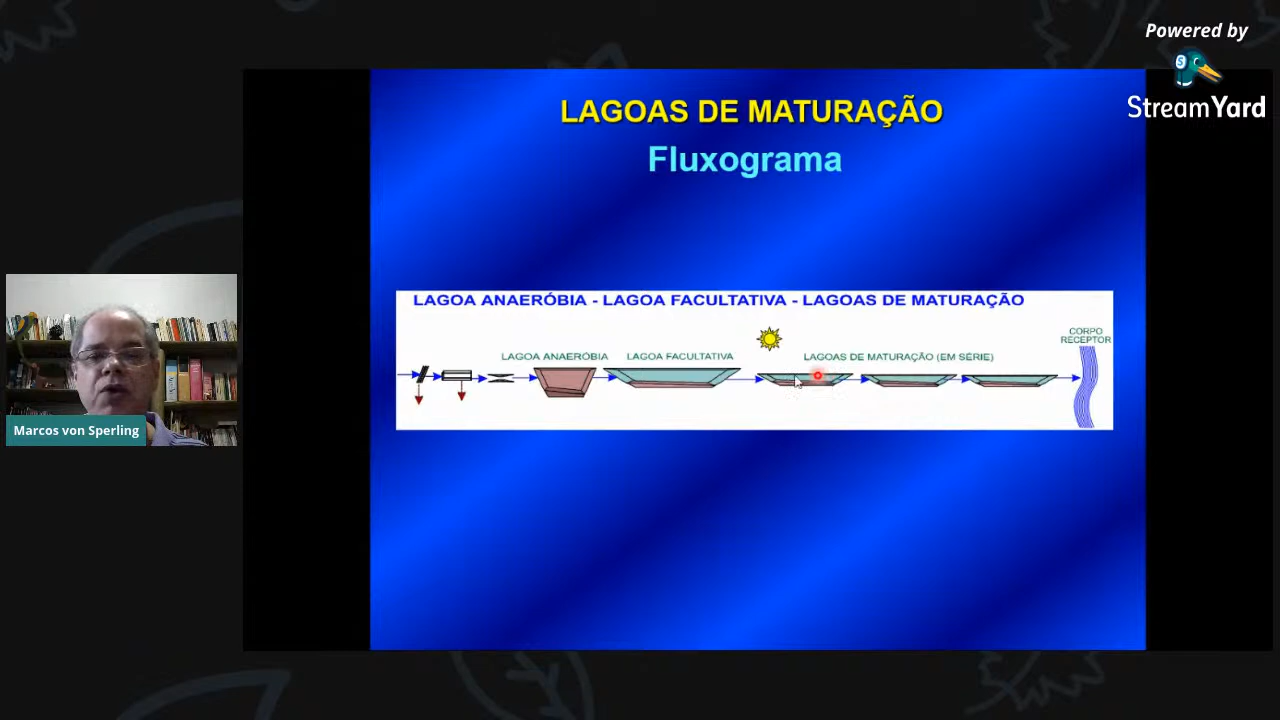 Powered by
StreamYard
LAGOAS DE MATURAÇÃO
Fluxograma
LAGOA ANAERÓBIA - LAGOA FACULTATIVA - LAGOAS DE MATURAÇÃO
CORPO
RECEPTOR
LAGOA ANAERÓBIA
LAGOA FACULTATIVA
LAGOAS DE MATURAÇÃO (EM SÉRIE)
Marcos von Sperling